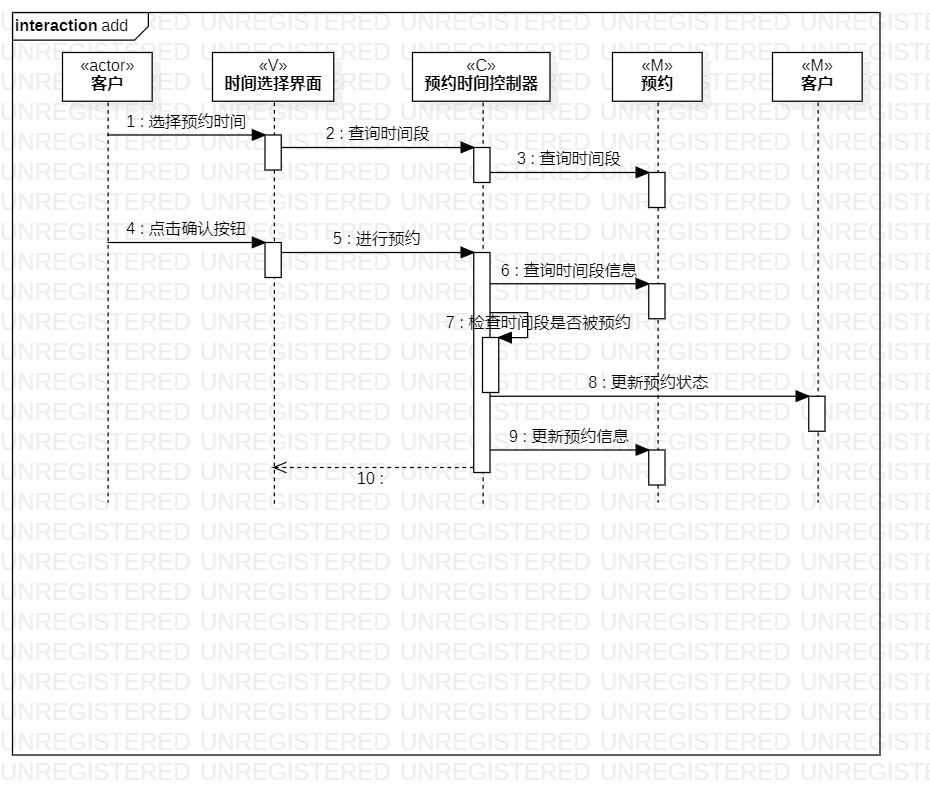 interaction add
«actor»
客户
«V»
时间选择界面
«C»
预约时间控制器
«M»
预约
«M»
客户
1 : 选择预约时间
2 : 查询时间段
3 : 查询时间段
4 : 点击确认按钮
5 : 进行预约
6 : 查询时间段信息
7 : 检查时间段是否被预约
8 : 更新预约状态
9 : 更新预约信息
10 :
UNREGISTERED